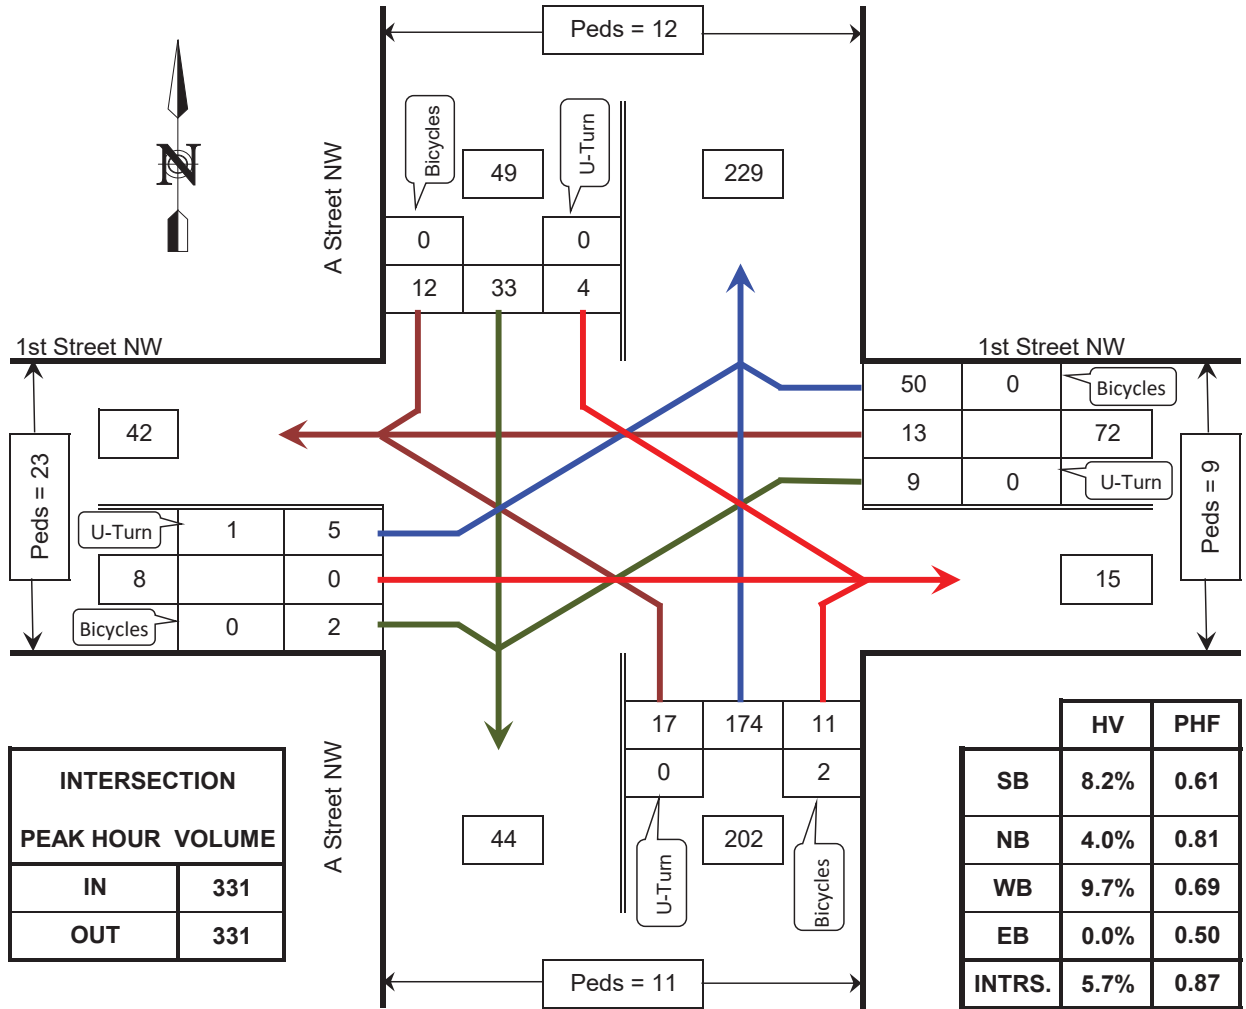 Peds = 12
N
A Street NW
Bicycles
49
U-Turn
229
0 0
12 33 4
1st Street NW
1st Street NW
50 0 Bicycles
13 72
9 0 U-Turn
42
Peds = 23
Peds = 9
U-Turn 1 5
8 0
Bicycles 0 2
15
17 174 11
0 2
A Street NW
44
U-Turn
202
Bicycles
INTERSECTION
PEAK HOUR VOLUME
IN 331
OUT 331
HV PHF
SB 8.2% 0.61
NB 4.0% 0.81
WB 9.7% 0.69
EB 0.0% 0.50
INTRS. 5.7% 0.87
Peds = 11